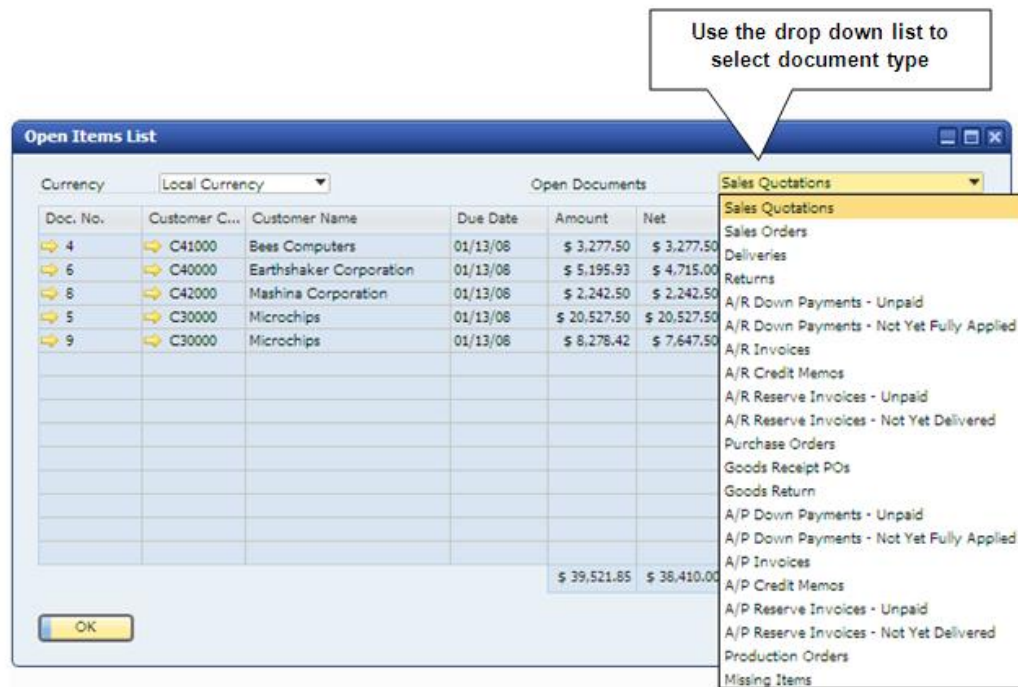 Use the drop down list to
select document type
Open Items List
Currency Local Currency Open Documents Sales Quotations
Doc. No. Customer C... Customer Name Due Date Amount Net
4 C41000 Bees Computers 01/13/08 $ 3,277.50 $ 3,277.50
6 C40000 Earthshaker Corporation 01/13/08 $ 5,195.93 $ 4,715.00
8 C42000 Mashina Corporation 01/13/08 $ 2,242.50 $ 2,242.50
5 C30000 Microchips 01/13/08 $ 20,527.50 $ 20,527.50
9 C30000 Microchips 01/13/08 $ 8,278.42 $ 7,647.50
$ 39,521.85 $ 38,410.00
OK
Sales Quotations
Sales Orders
Deliveries
Returns
A/R Down Payments - Unpaid
A/R Down Payments - Not Yet Fully Applied
A/R Invoices
A/R Credit Memos
A/R Reserve Invoices - Unpaid
A/R Reserve Invoices - Not Yet Delivered
Purchase Orders
Goods Receipt POs
Goods Return
A/P Down Payments - Unpaid
A/P Down Payments - Not Yet Fully Applied
A/P Invoices
A/P Credit Memos
A/P Reserve Invoices - Unpaid
A/P Reserve Invoices - Not Yet Delivered
Production Orders
Missing Items